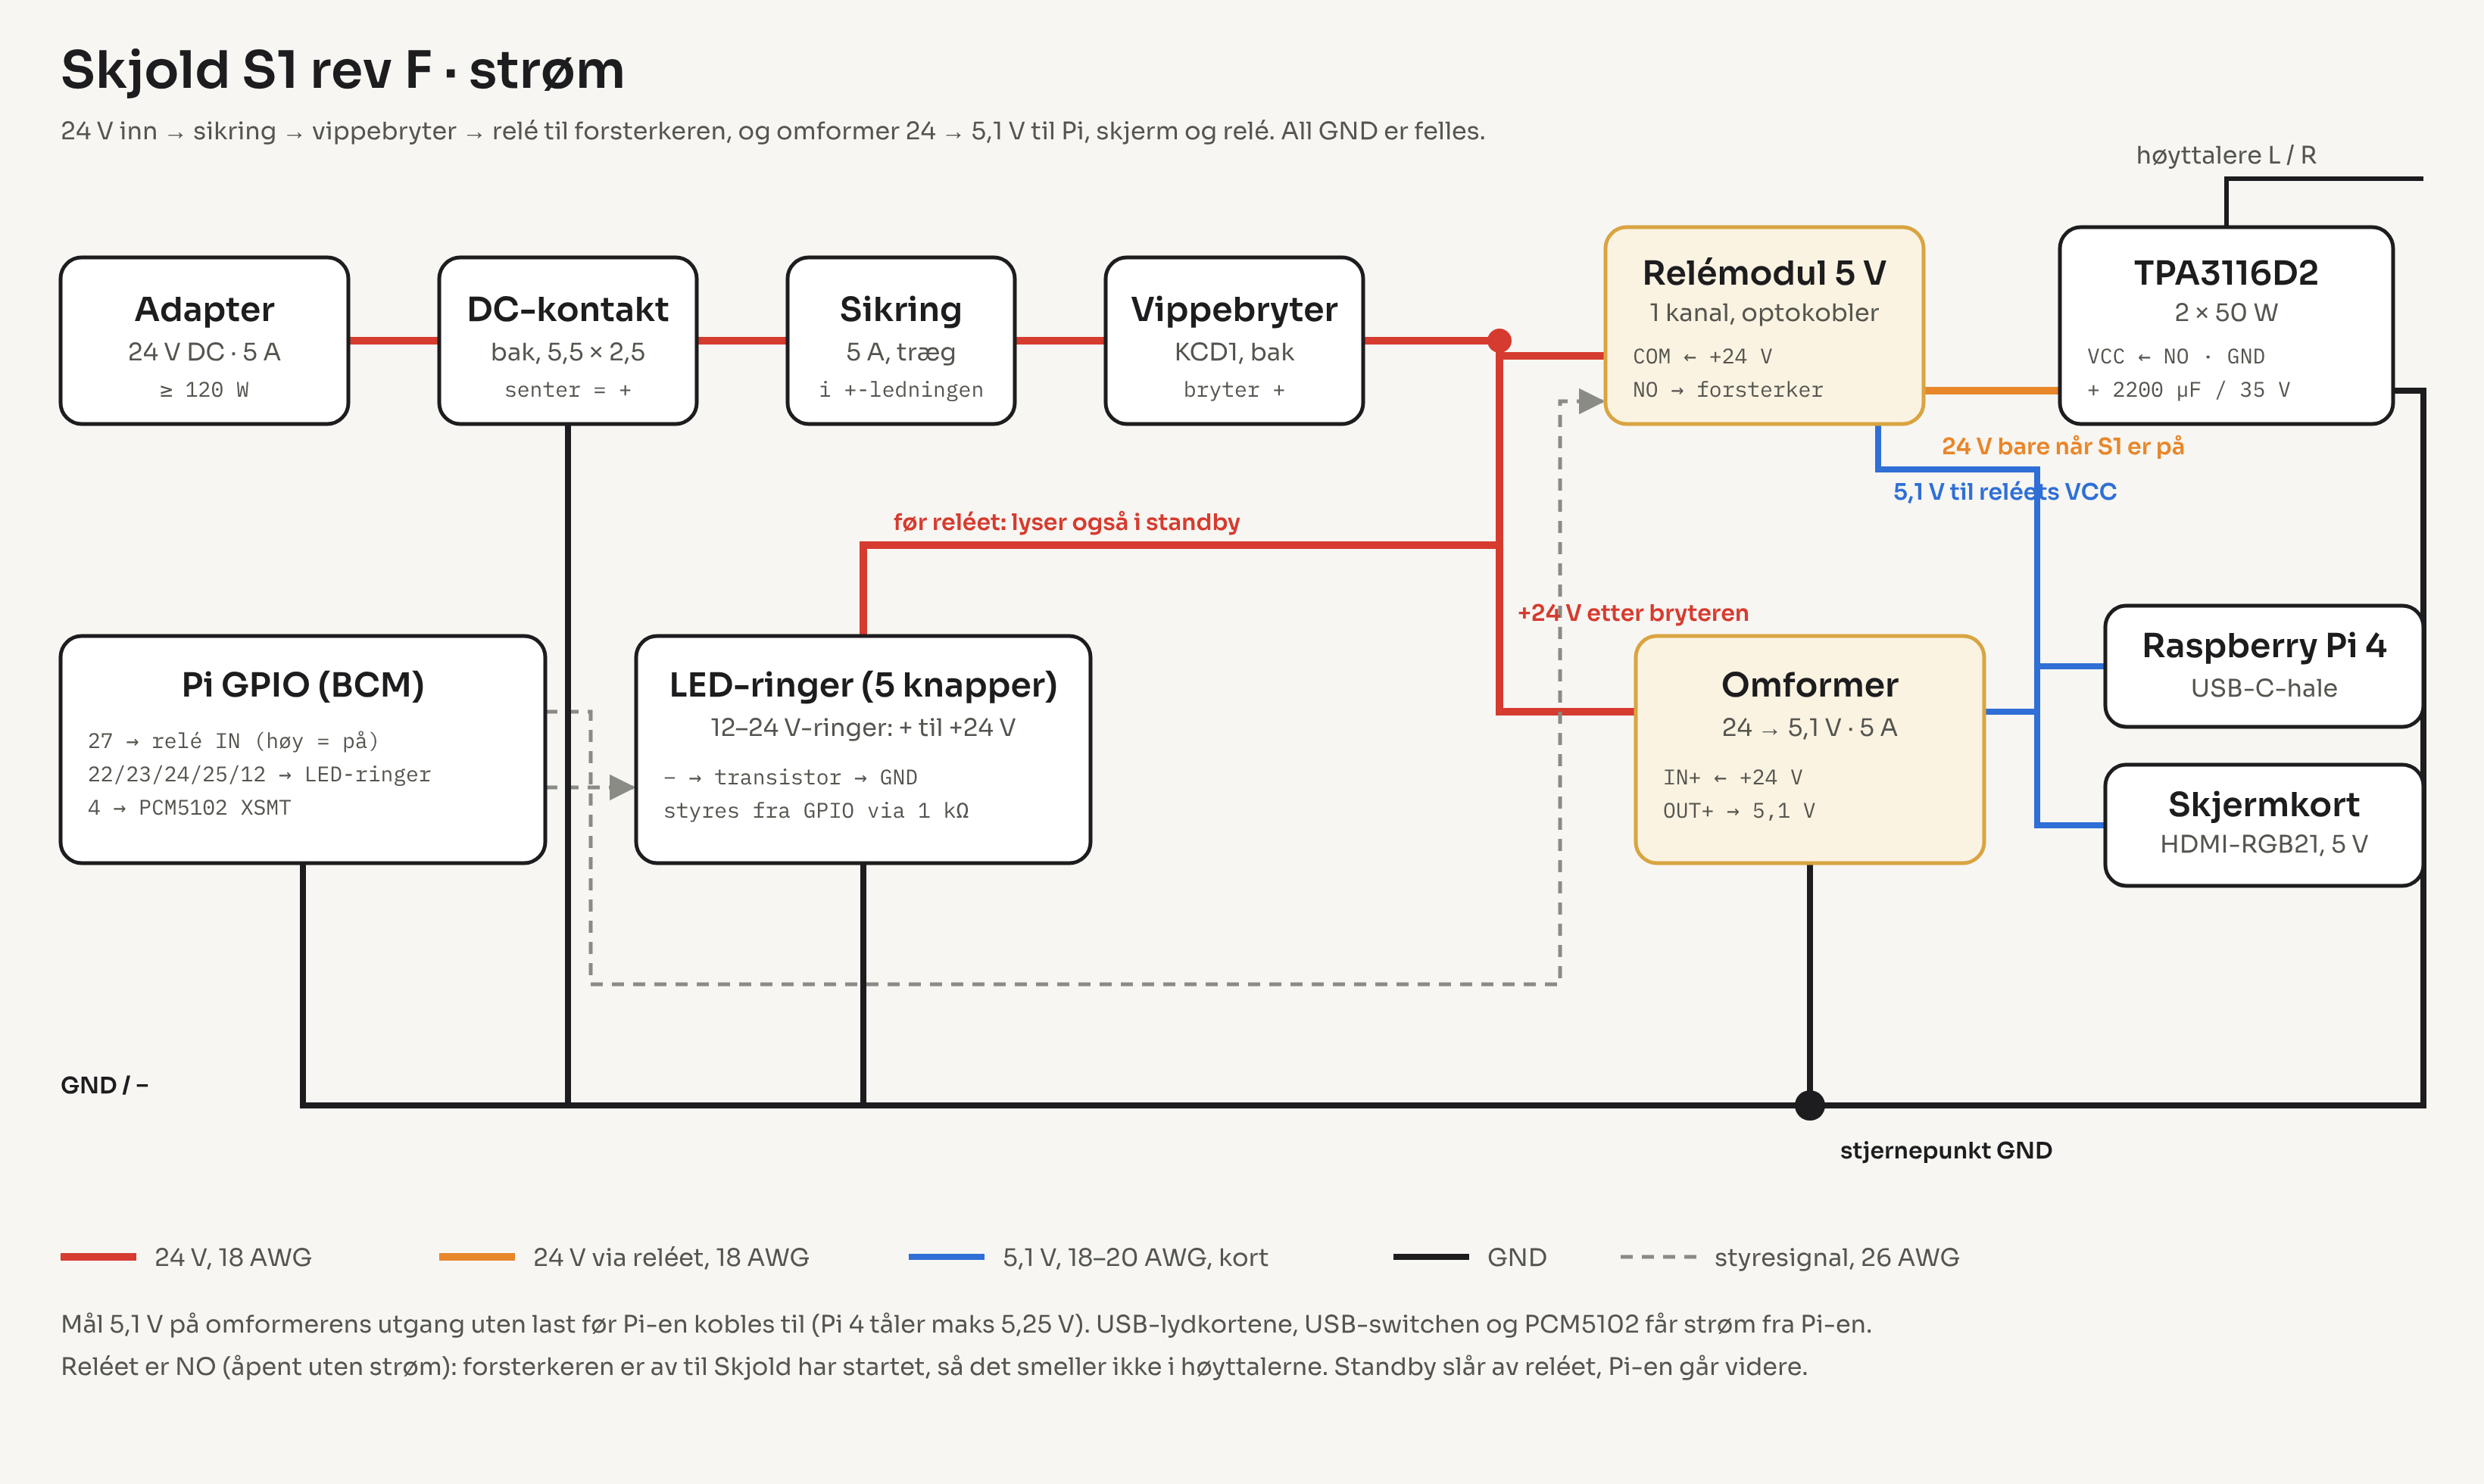 Skjold S1 rev F · strøm
24 V inn → sikring → vippebryter → relé til forsterkeren, og omformer 24 → 5,1 V til Pi, skjerm og relé. All GND er felles.
høyttalere L / R
Adapter
24 V DC · 5 A
≥ 120 W
DC-kontakt
bak, 5,5 × 2,5
senter = +
Sikring
5 A, træg
i +-ledningen
Vippebryter
KCD1, bak
bryter +
Relémodul 5 V
1 kanal, optokobler
COM ← +24 V
NO → forsterker
TPA3116D2
2 × 50 W
VCC ← NO · GND
+ 2200 µF / 35 V
24 V bare når S1 er på
5,1 V til reléets VCC
før reléet: lyser også i standby
+24 V etter bryteren
Pi GPIO (BCM)
27 → relé IN (høy = på)
22/23/24/25/12 → LED-ringer
4 → PCM5102 XSMT
LED-ringer (5 knapper)
12–24 V-ringer: + til +24 V
− → transistor → GND
styres fra GPIO via 1 kΩ
Omformer
24 → 5,1 V · 5 A
IN+ ← +24 V
OUT+ → 5,1 V
Raspberry Pi 4
USB-C-hale
Skjermkort
HDMI-RGB21, 5 V
GND / −
stjernepunkt GND
24 V, 18 AWG
24 V via reléet, 18 AWG
5,1 V, 18–20 AWG, kort
GND
styresignal, 26 AWG
Mål 5,1 V på omformerens utgang uten last før Pi-en kobles til (Pi 4 tåler maks 5,25 V). USB-lydkortene, USB-switchen og PCM5102 får strøm fra Pi-en.
Reléet er NO (åpent uten strøm): forsterkeren er av til Skjold har startet, så det smeller ikke i høyttalerne. Standby slår av reléet, Pi-en går videre.